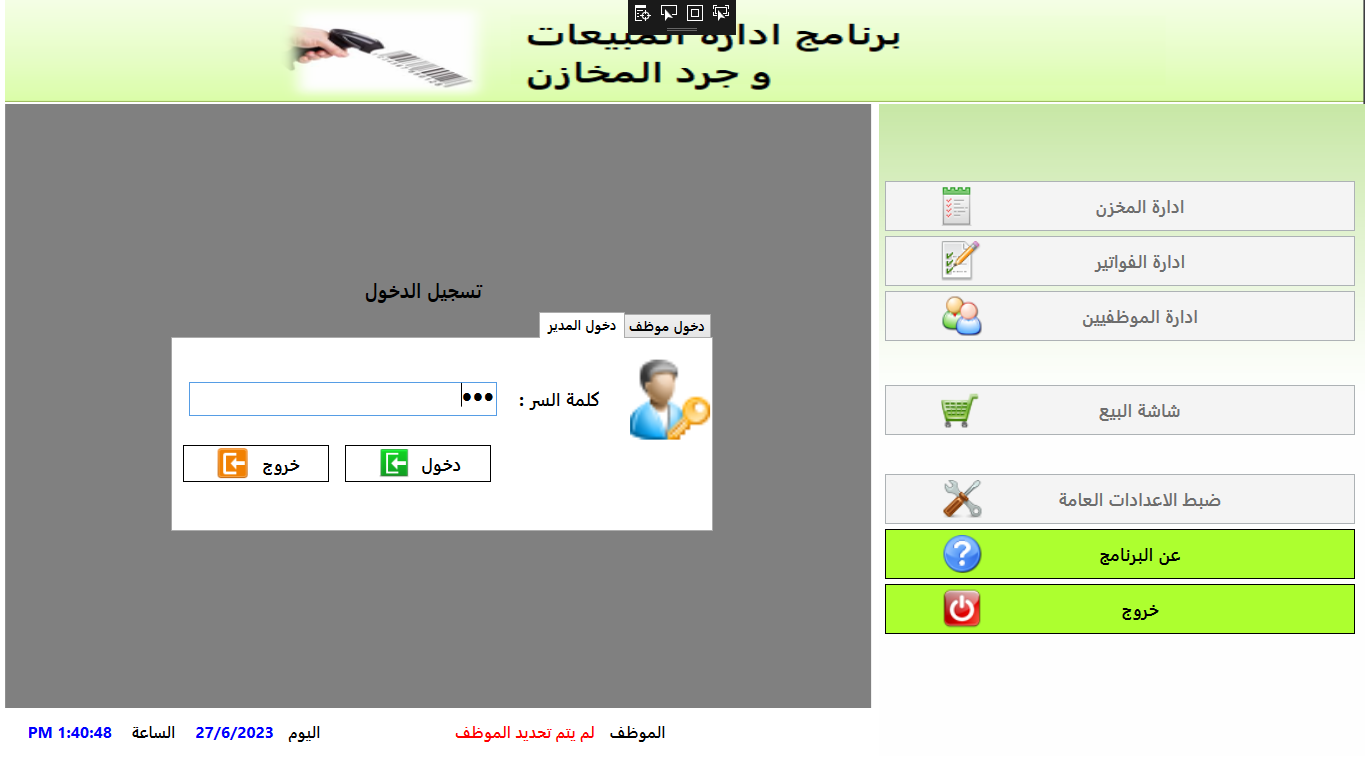 برنامج ادارة المبيعات
و جرد المخازن
ادارة المخزن
ادارة الفواتير
ادارة الموظفيين
شاشة البيع
ضبط الاعدادات العامة
عن البرنامج
خروج
تسجيل الدخول
دخول موظف
دخول المدير
كلمة السر :
دخول
خروج
الموظف لم يتم تحديد الموظف
اليوم 27/6/2023 الساعة 1:40:48 PM